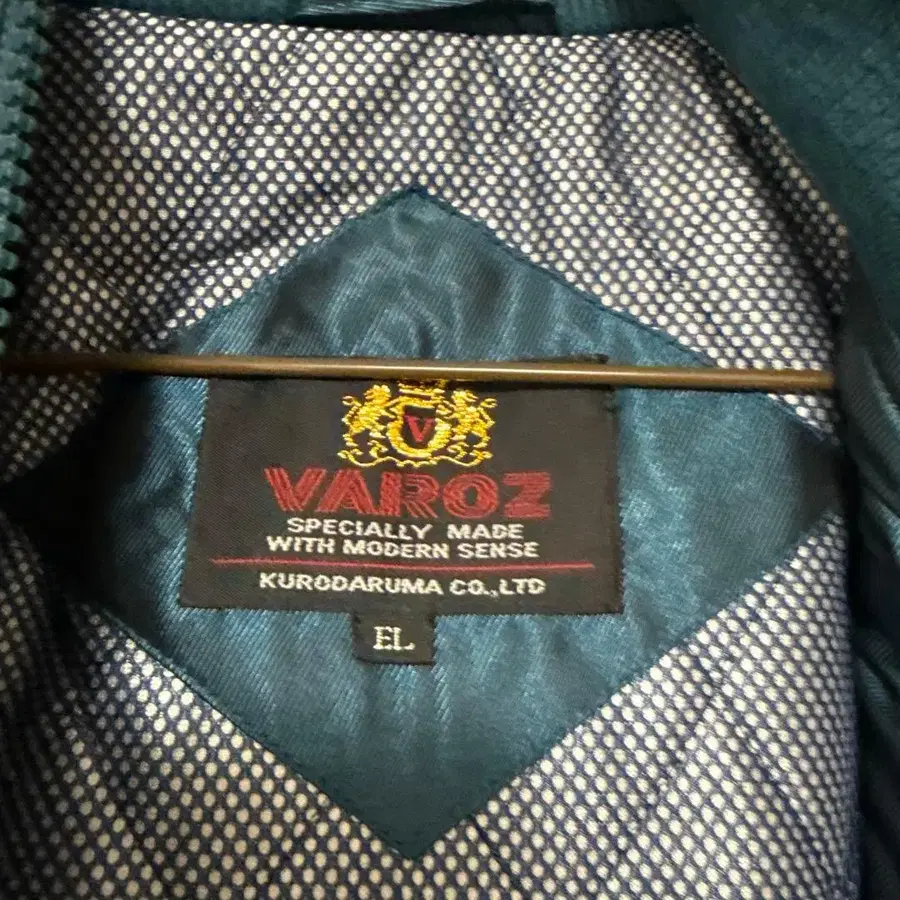 V
VAROZ
SPECIALLY MADE
WITH MODERN SENSE
KURODARUMA CO.,LTD
EL